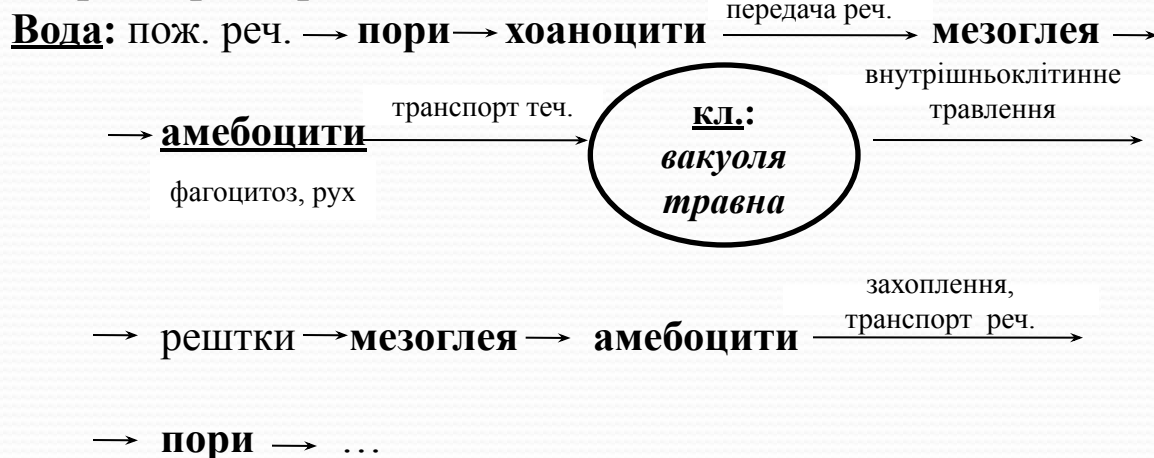 передача реч.
Вода: пож. реч. → пори → хоаноцити → мезоглея →
внутрішньоклітинне
травлення
транспорт теч.
кл.:
→ амебоцити → вакуоля →
травна
фагоцитоз, рух
захоплення,
транспорт реч.
→ рештки → мезоглея → амебоцити →
→ пори → …